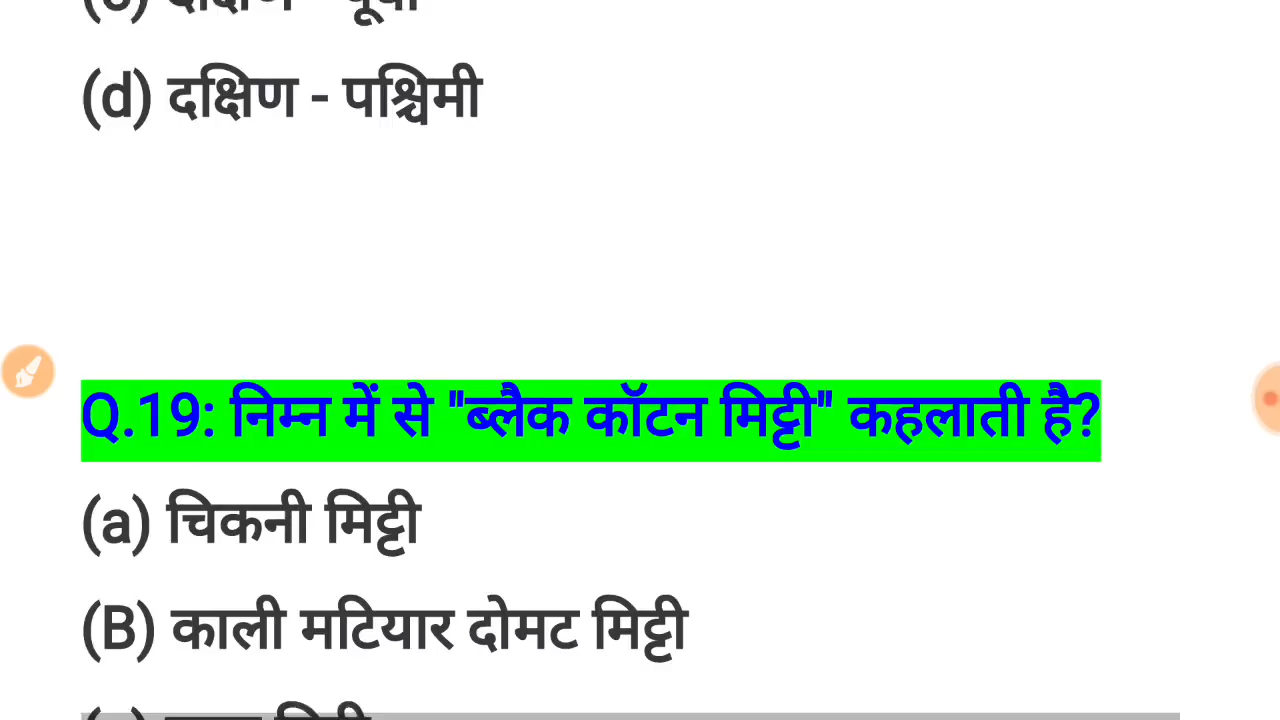 (d) दक्षिण - पश्चिमी
Q.19: निम्न में से "ब्लैक कॉटन मिट्टी" कहलाती है?
(a) चिकनी मिट्टी
(B) काली मटियार दोमट मिट्टी